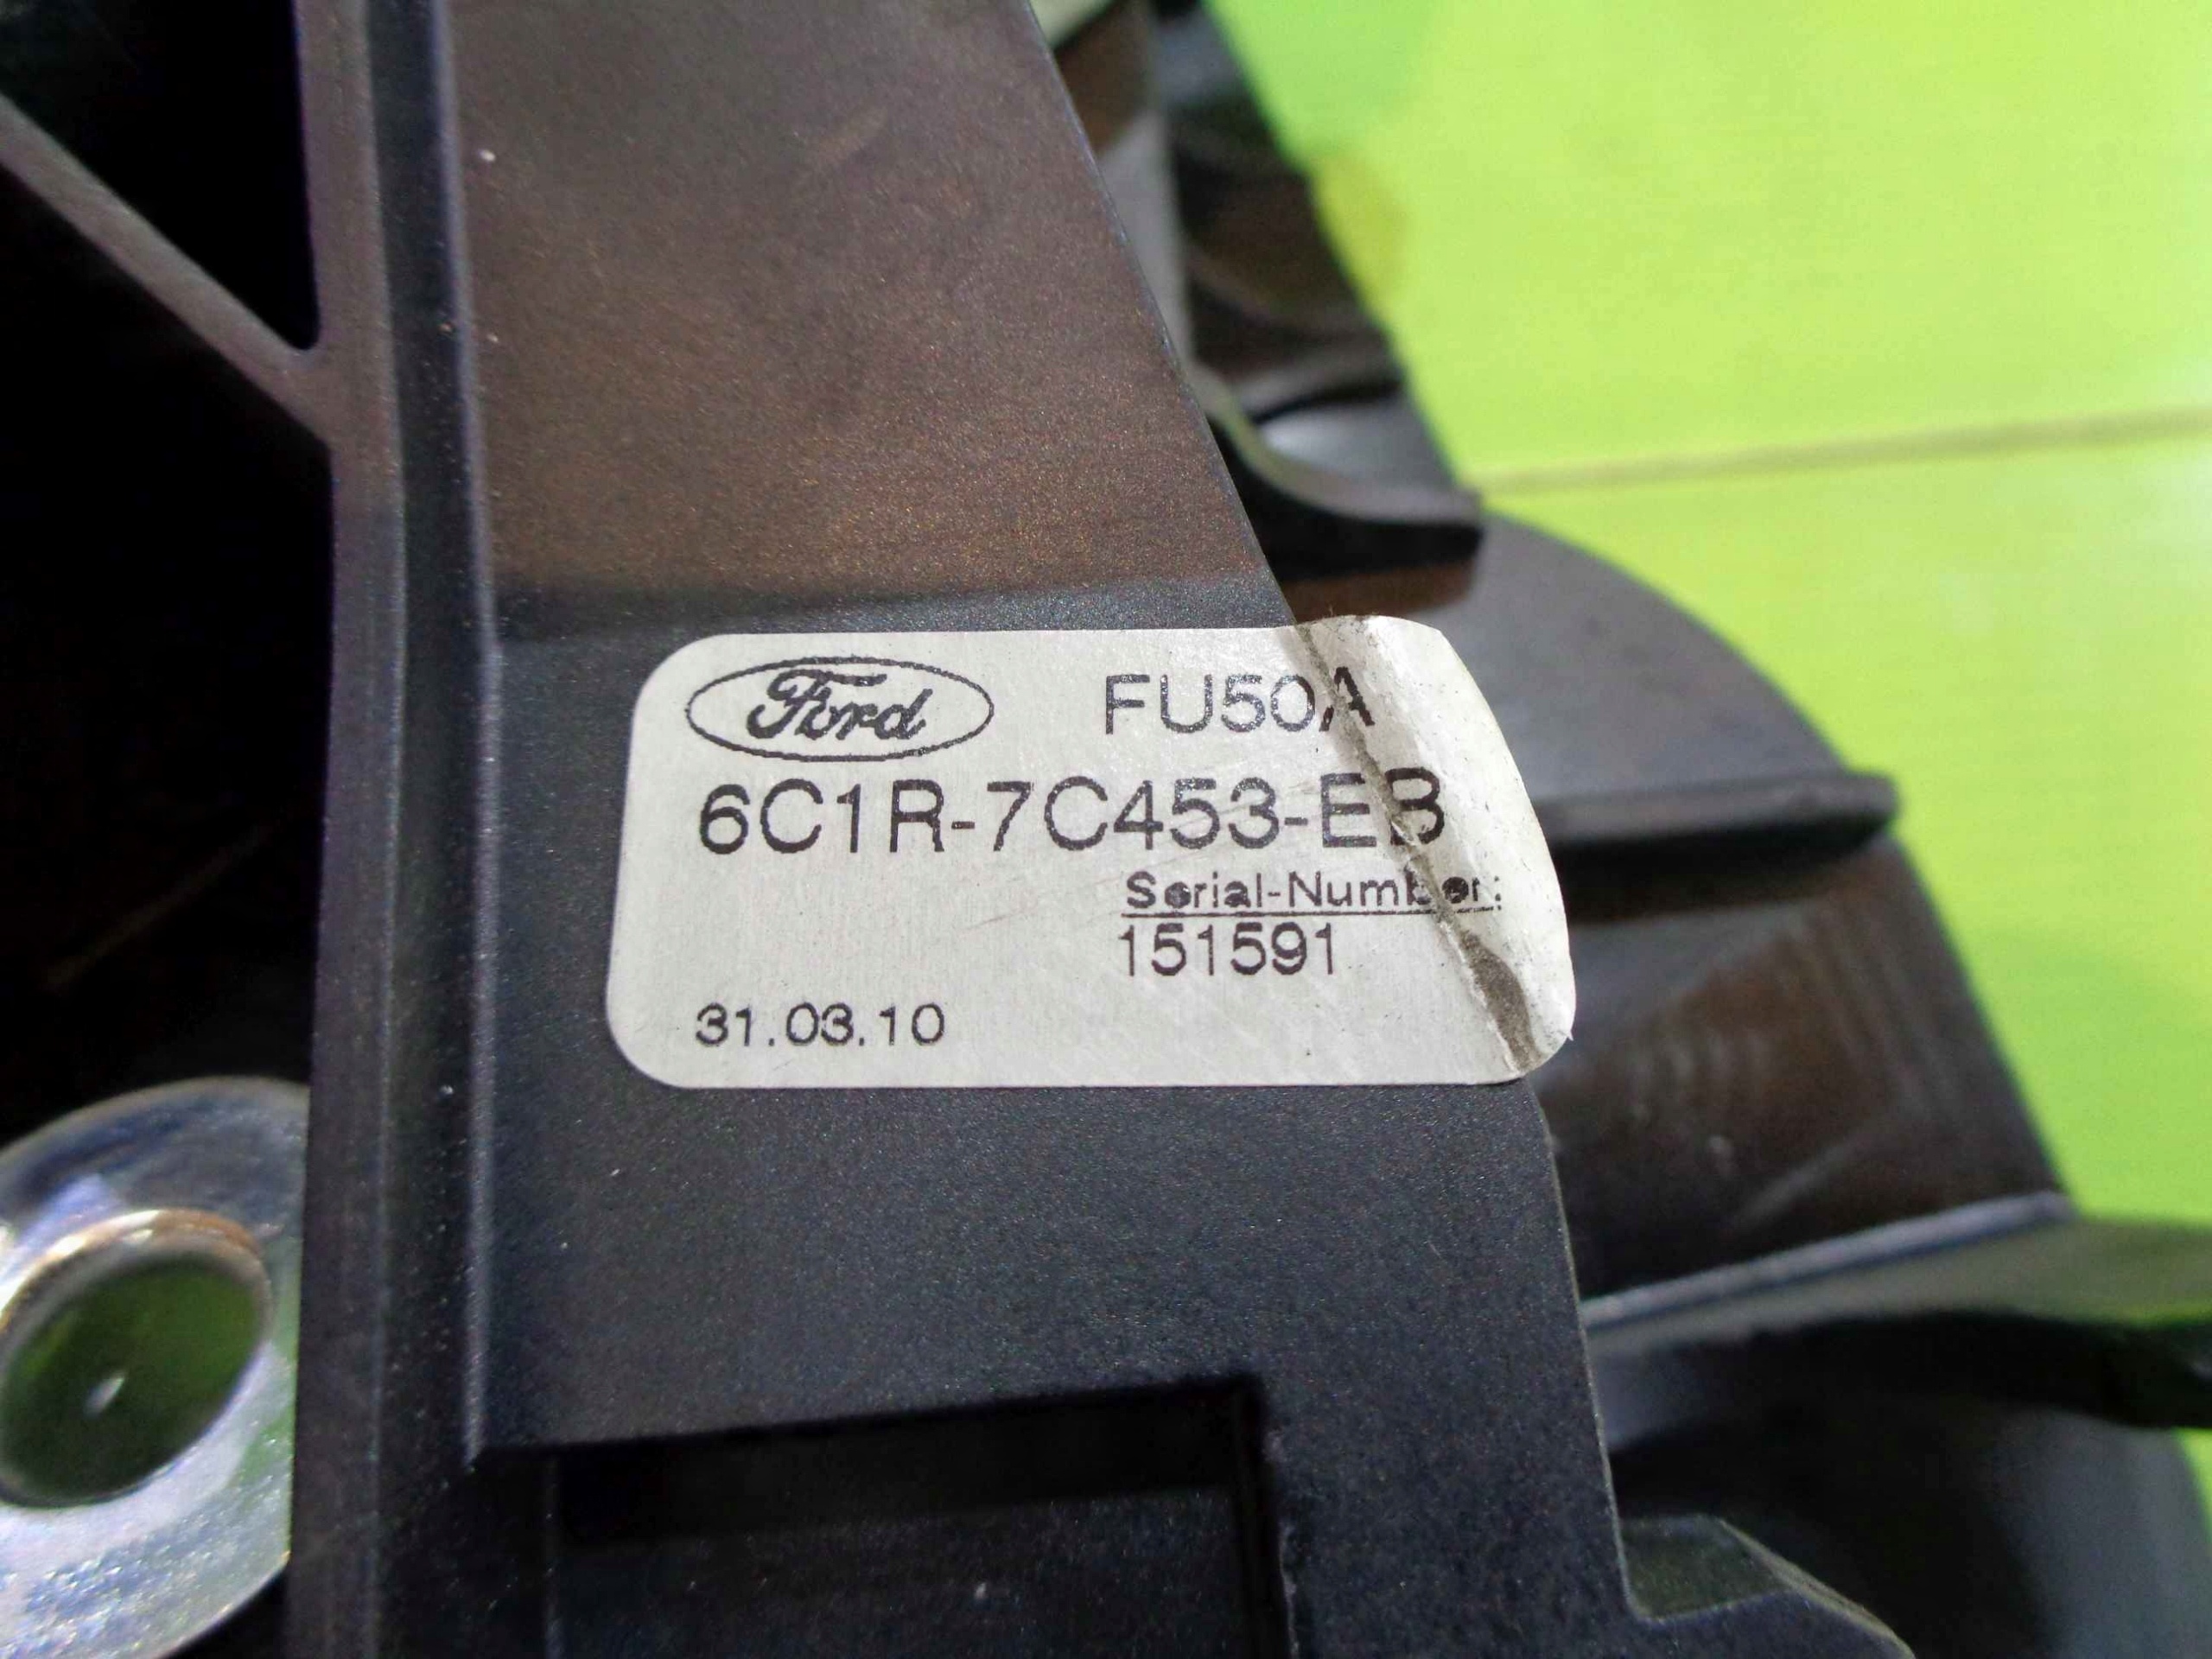 Ford FU50A
6C1R-7C453-EB
Serial-Number:
151591
31.03.10